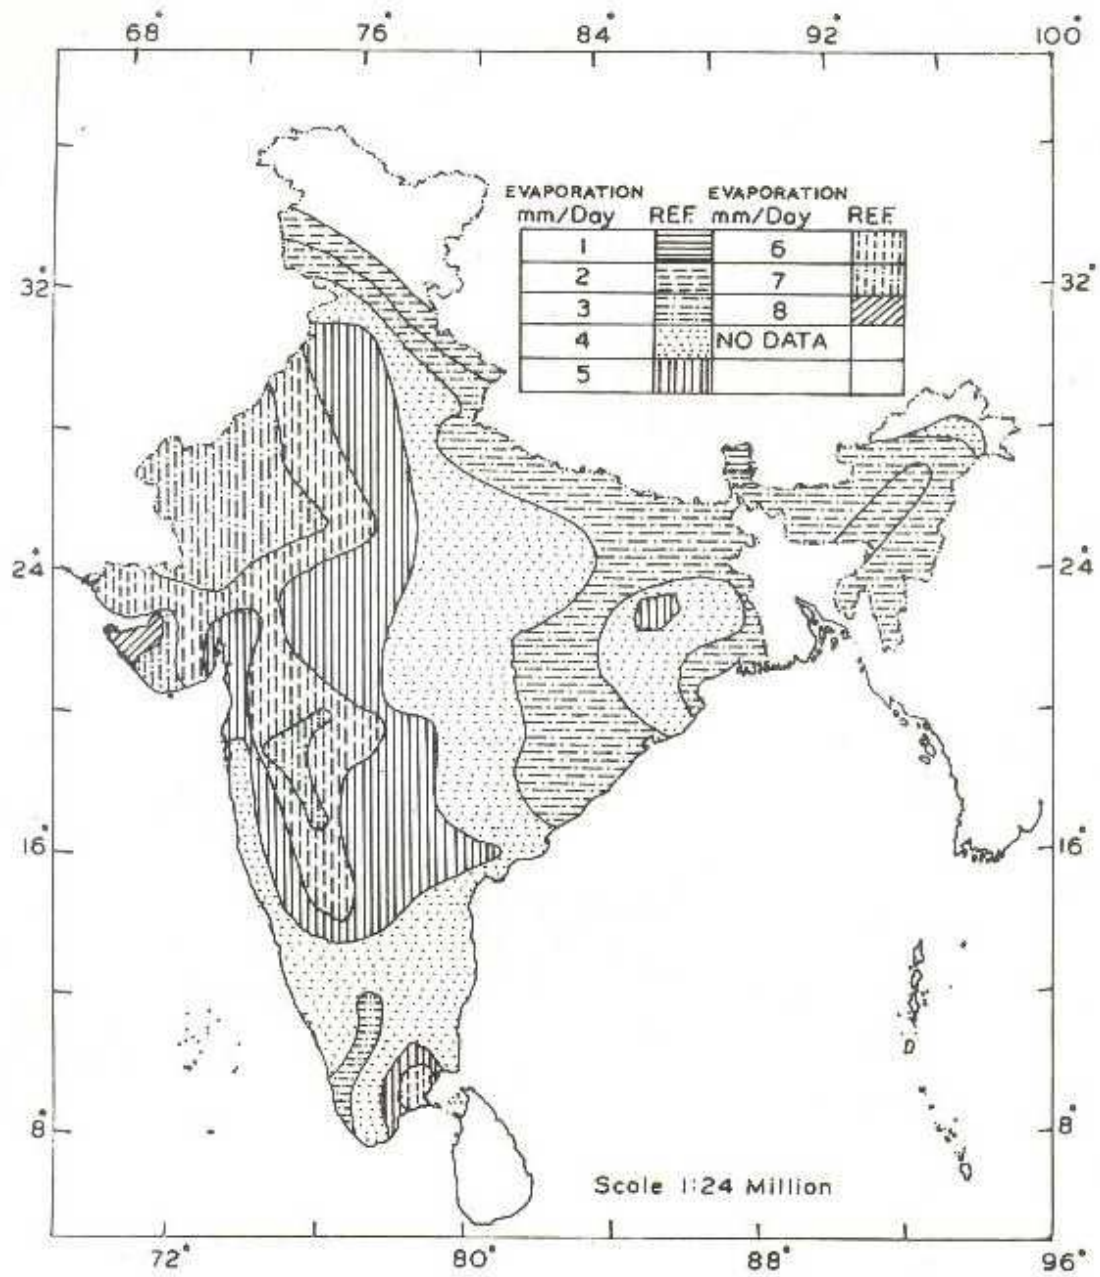 68° 76° 84° 92° 100°
EVAPORATION EVAPORATION
mm/Day REF. mm/Day REF.
1 6
2 7
3 8
4 NO DATA
5
32° 32°
24° 24°
16° 16°
8° 8°
Scale 1:24 Million
72° 80° 88° 96°